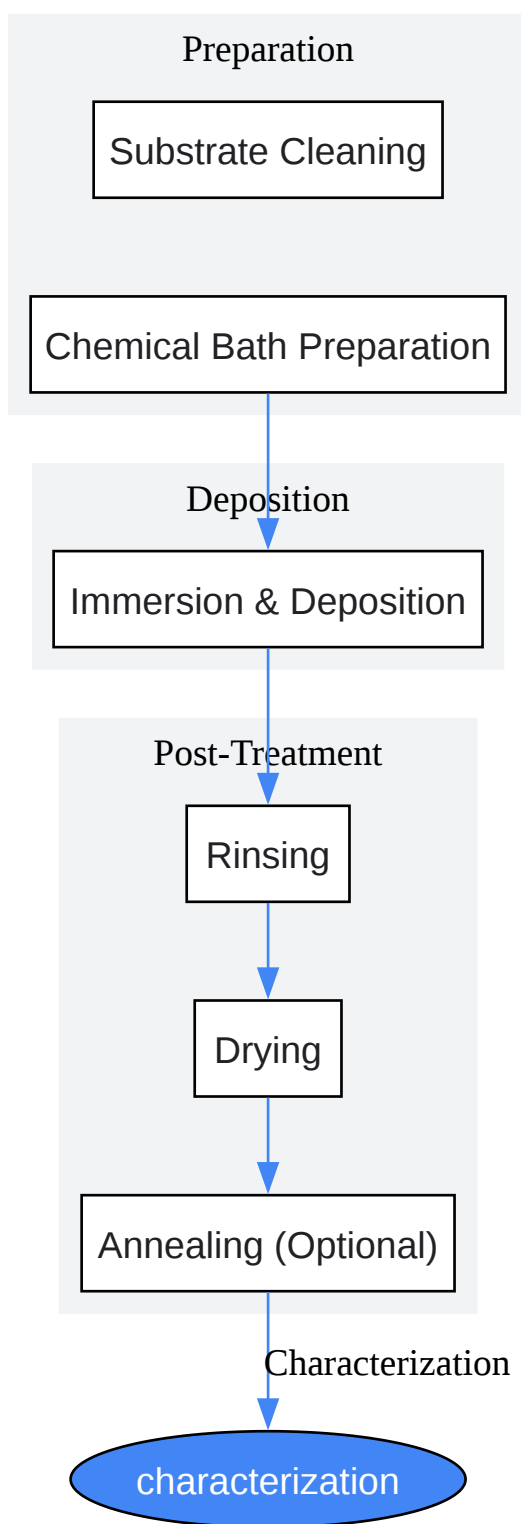 Preparation
Substrate Cleaning
Chemical Bath Preparation
Deposition
Immersion & Deposition
Post-Treatment
Rinsing
Drying
Annealing (Optional)
Characterization
characterization